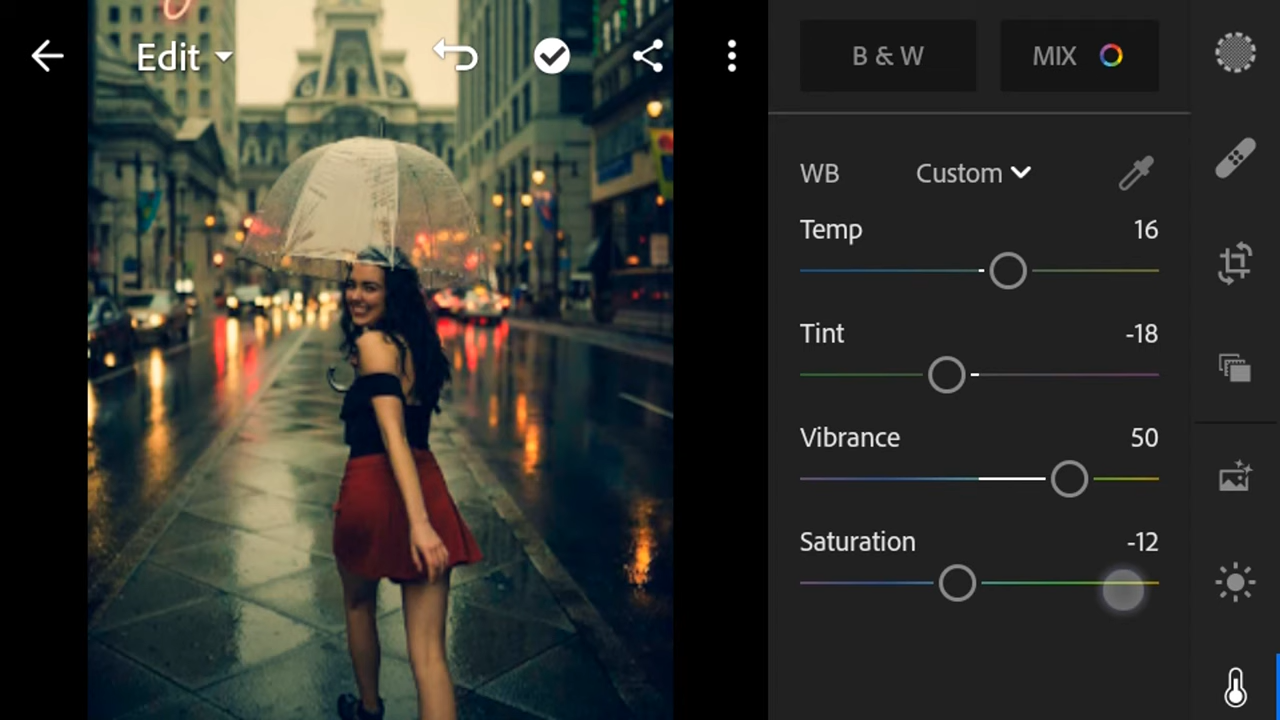 Edit
B & W
MIX
WB
Custom
Temp
16
Tint
-18
Vibrance
50
Saturation
-12